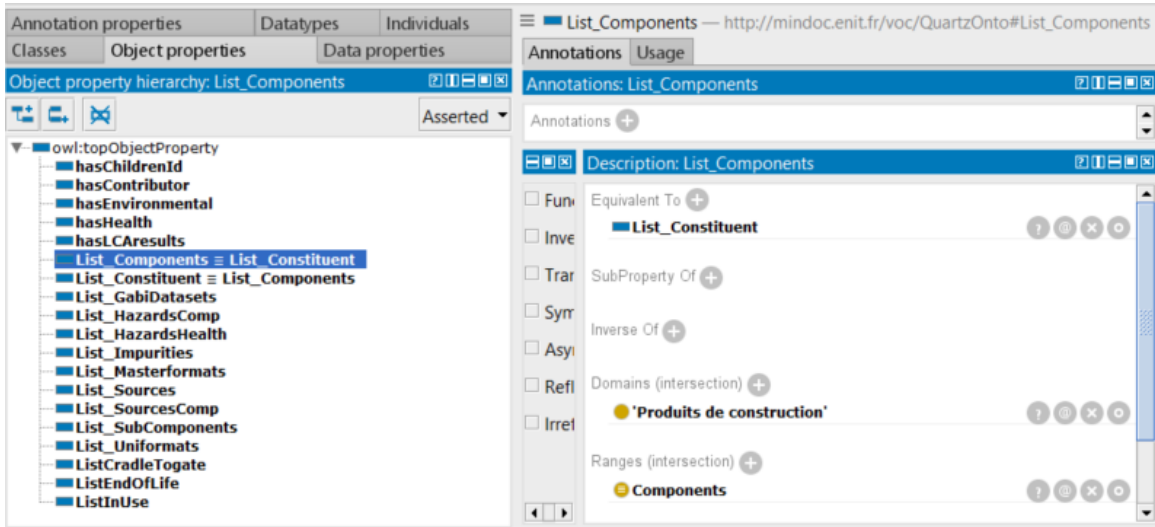 Annotation properties Datatypes Individuals
Classes Object properties Data properties
Object property hierarchy: List_Components
Asserted
owl:topObjectProperty
hasChildrenId
hasContributor
hasEnvironmental
hasHealth
hasLCAresults
List_Components ≡ List_Constituent
List_Constituent ≡ List_Components
List_GabiDatasets
List_HazardsComp
List_HazardsHealth
List_Impurities
List_Masterformats
List_Sources
List_SourcesComp
List_SubComponents
List_Uniformats
ListCradleTogate
ListEndOfLife
ListInUse
List_Components — http://mindoc.enit.fr/voc/QuartzOnto#List_Components
Annotations Usage
Annotations: List_Components
Annotations
Description: List_Components
Inve
Sym
Refl
Equivalent To
List_Constituent
SubProperty Of
Inverse Of
Domains (intersection)
'Produits de construction'
Ranges (intersection)
Components